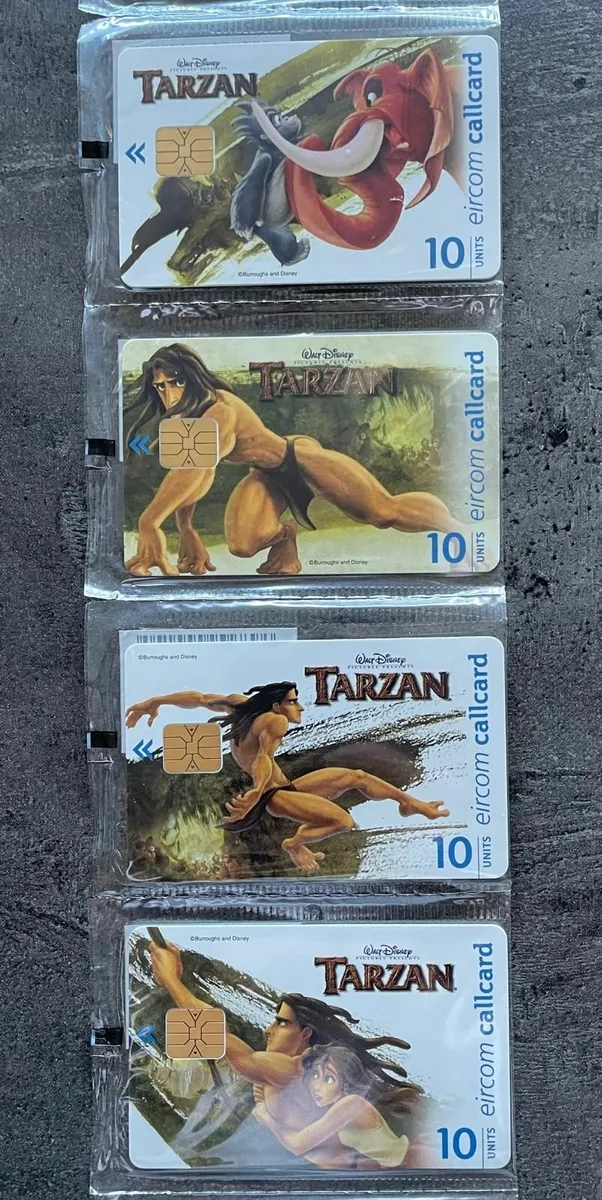 Walt Disney
PICTURES PRESENTS
TARZAN
eircom callcard
10 UNITS
©Burroughs and Disney
Walt Disney
PICTURES PRESENTS
TARZAN
eircom callcard
10 UNITS
©Burroughs and Disney
©Burroughs and Disney
Walt Disney
PICTURES PRESENTS
TARZAN
eircom callcard
10 UNITS
©Burroughs and Disney
Walt Disney
PICTURES PRESENTS
TARZAN
eircom callcard
10 UNITS